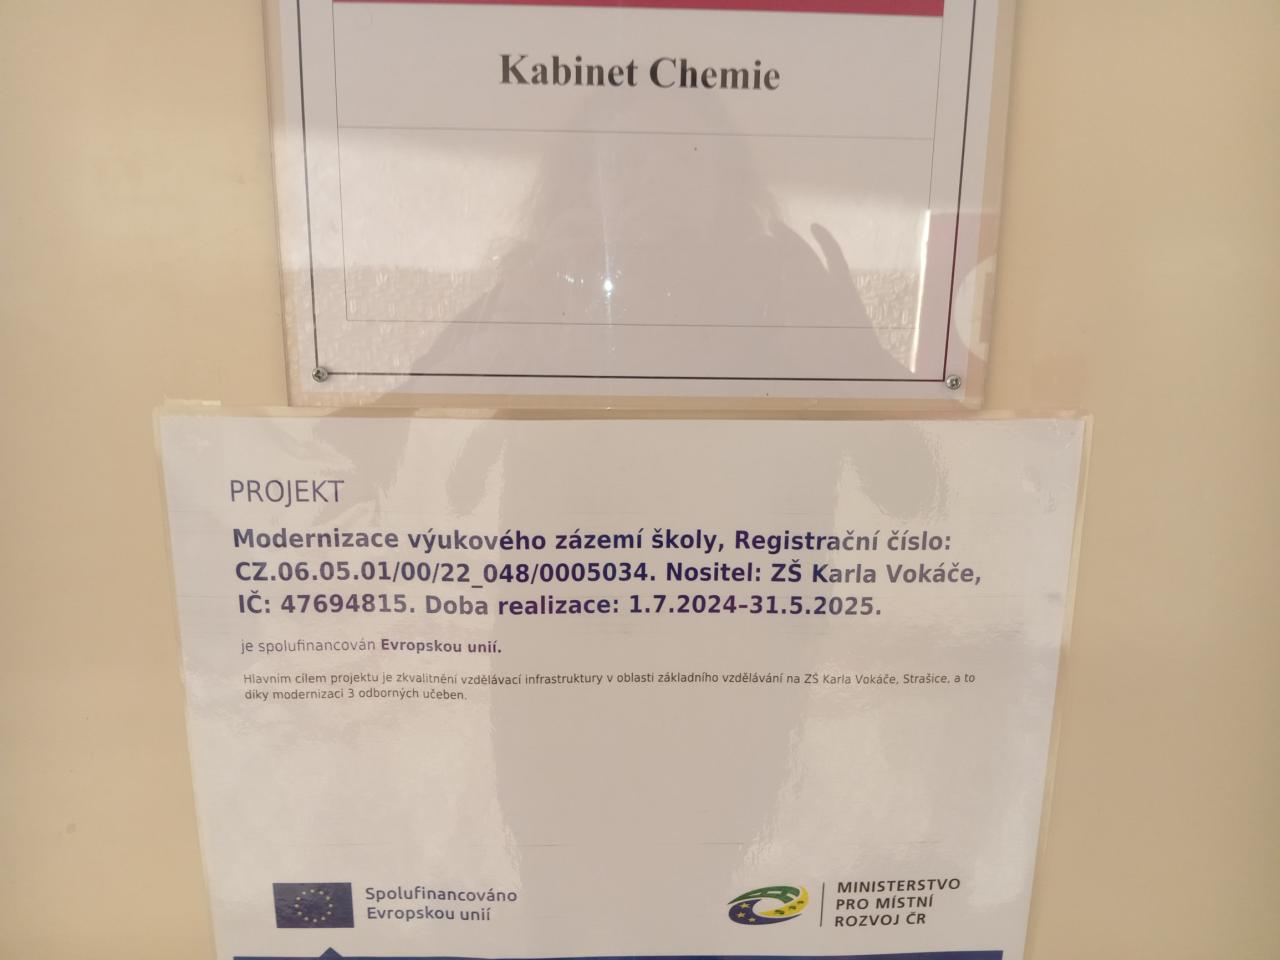 Kabinet Chemie
PROJEKT
Modernizace výukového zázemí školy, Registrační číslo:
CZ.06.05.01/00/22_048/0005034. Nositel: ZŠ Karla Vokáče,
IČ: 47694815. Doba realizace: 1.7.2024–31.5.2025.
je spolufinancován Evropskou unií.
Hlavním cílem projektu je zkvalitnění vzdělávací infrastruktury v oblasti základního vzdělávání na ZŠ Karla Vokáče, Strašice, a to
díky modernizaci 3 odborných učeben.
Spolufinancováno
Evropskou unií
MINISTERSTVO
PRO MÍSTNÍ
ROZVOJ ČR